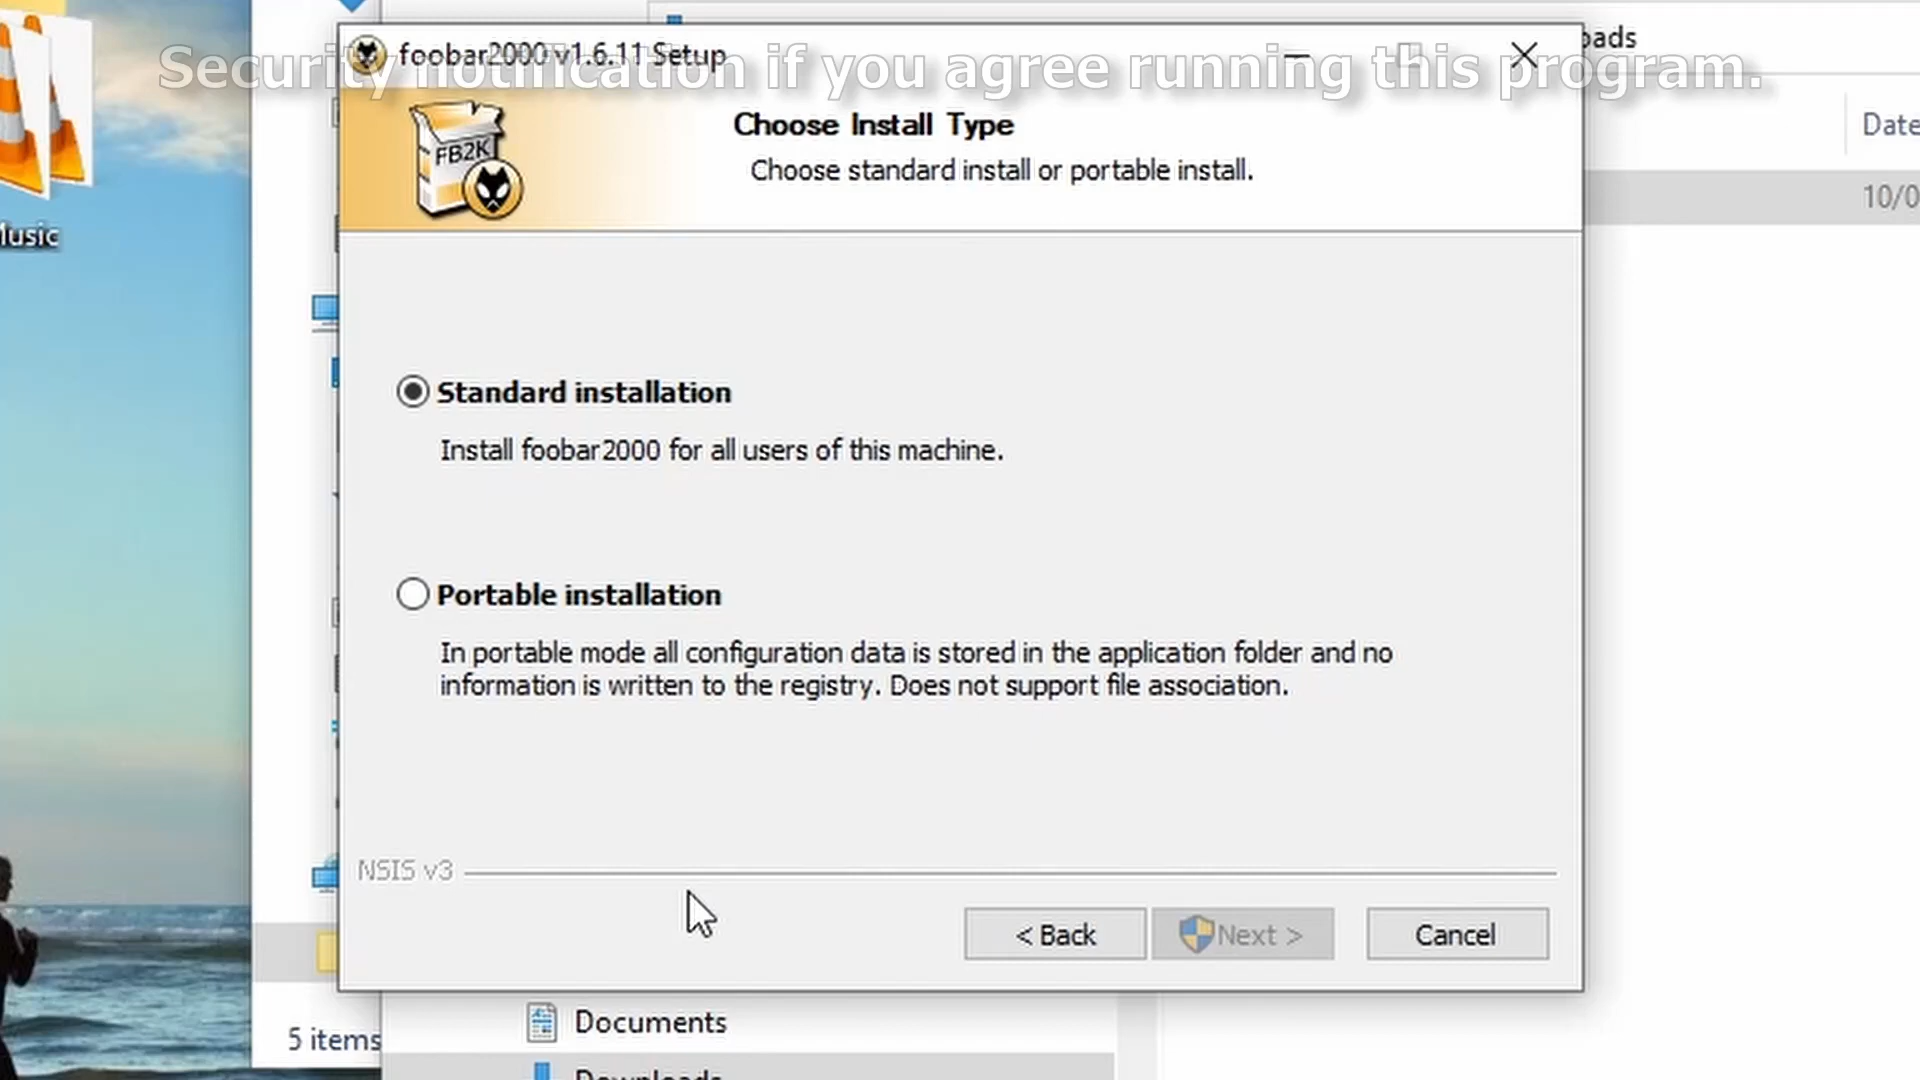 foobar2000 v1.6.11 Setup
Security notification if you agree running this program.
FB2K
Choose Install Type
Choose standard install or portable install.
Date
10/0
Standard installation
Install foobar2000 for all users of this machine.
Portable installation
In portable mode all configuration data is stored in the application folder and no
information is written to the registry. Does not support file association.
NSIS v3
< Back
Next >
Cancel
5 items
Documents
Downloads